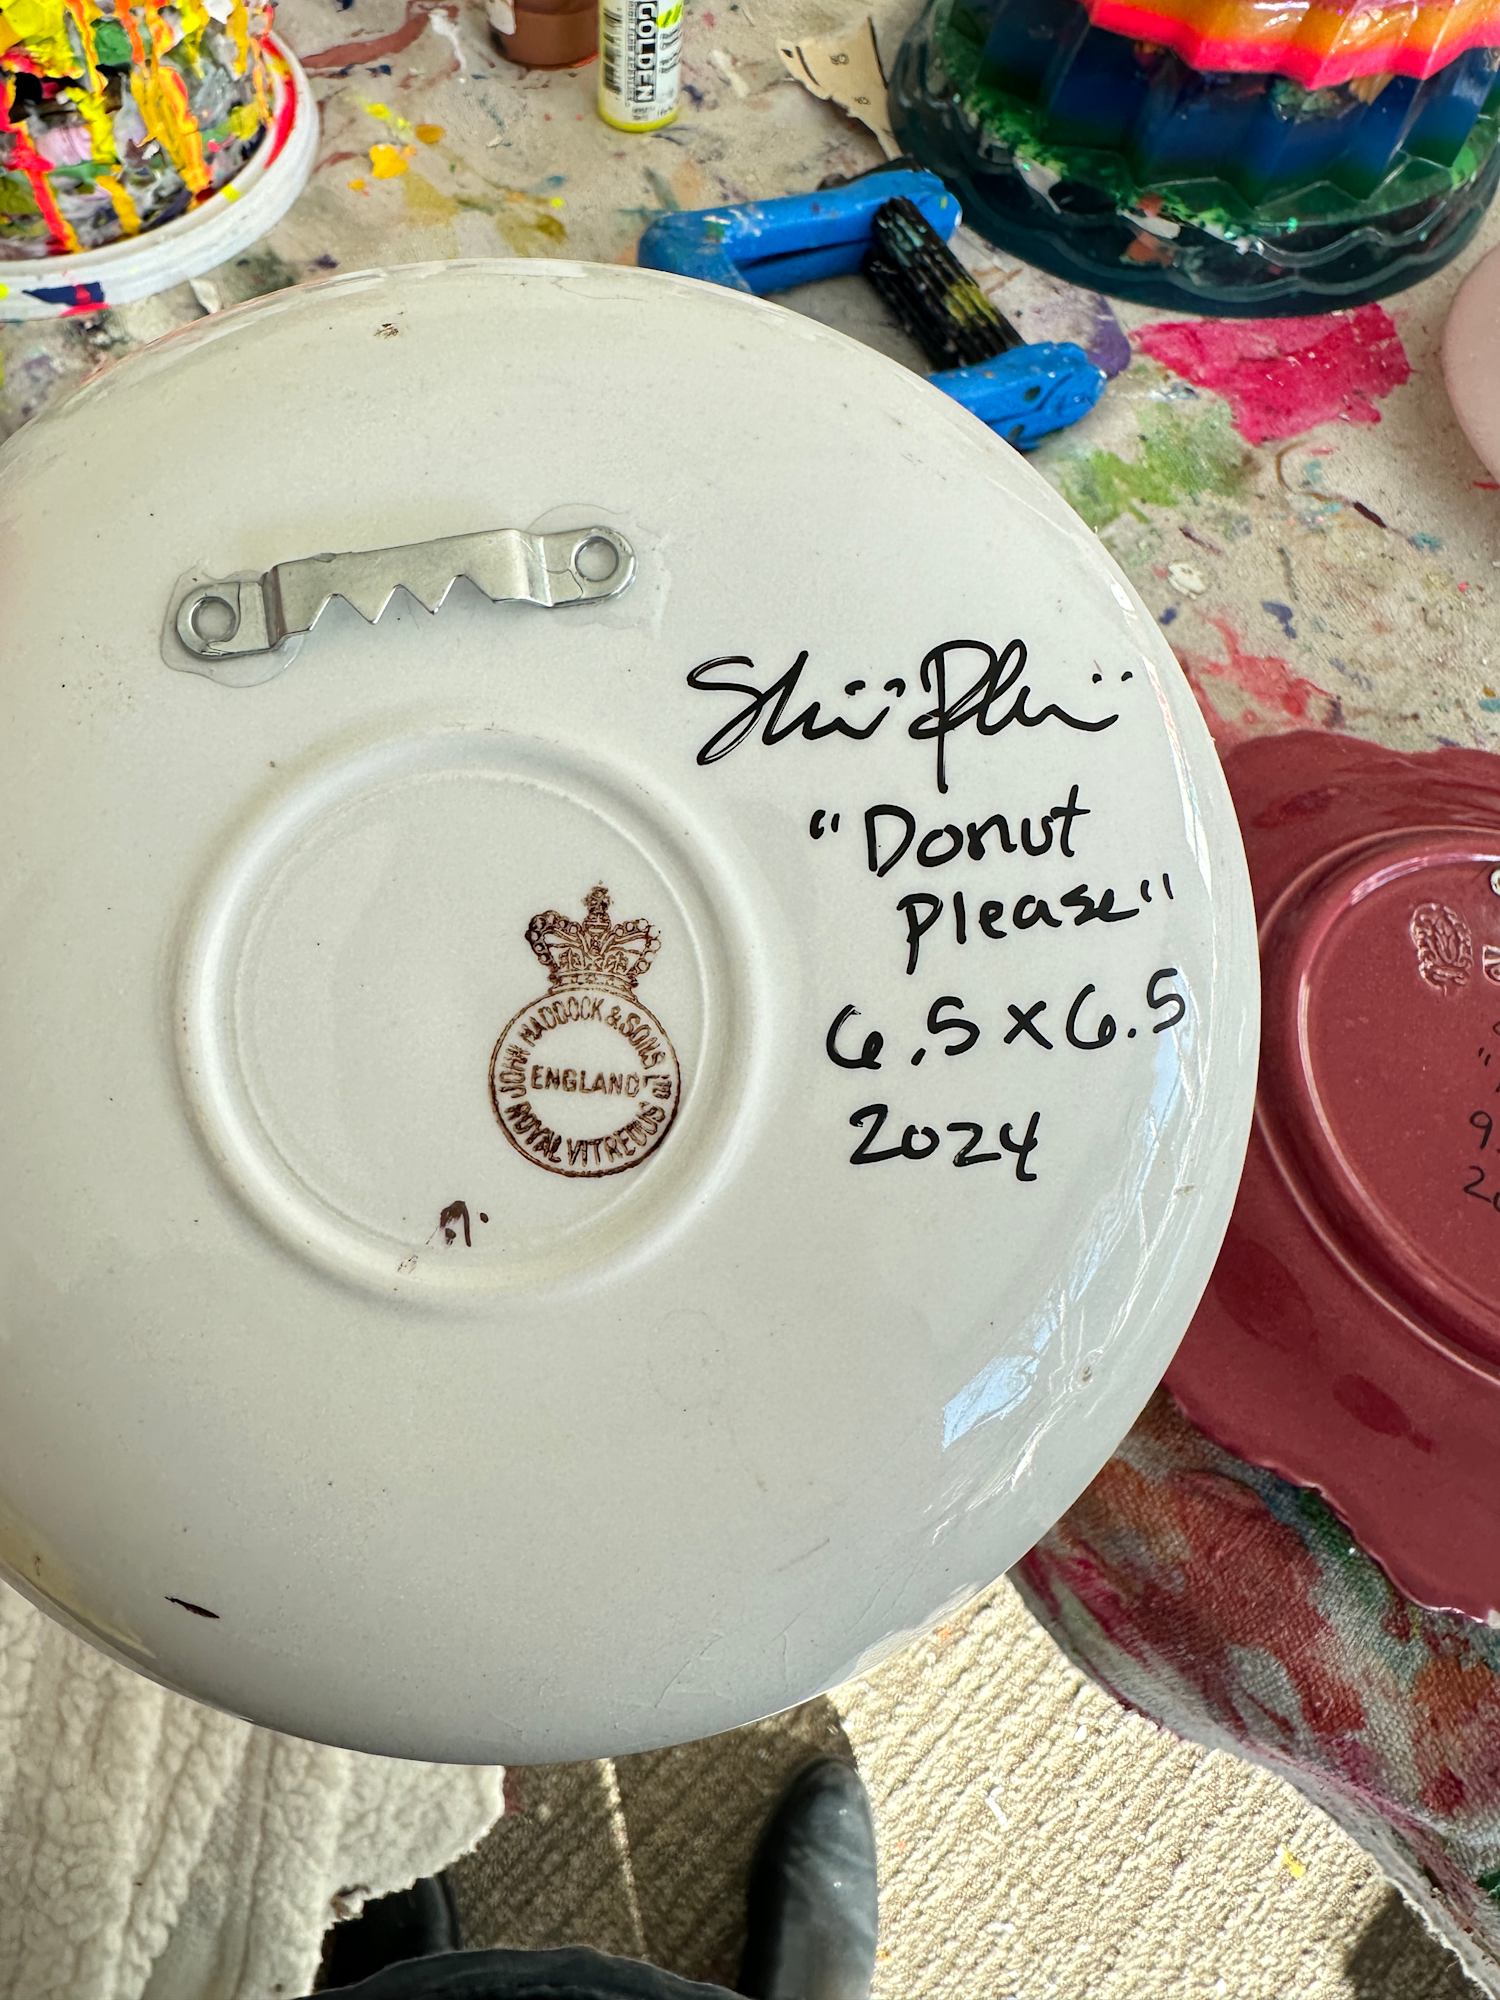 GOLDEN
"Donut
Please"
6.5 x 6.5
2024
JOHN MADDOCK & SONS LTD
ENGLAND
ROYAL VITREOUS